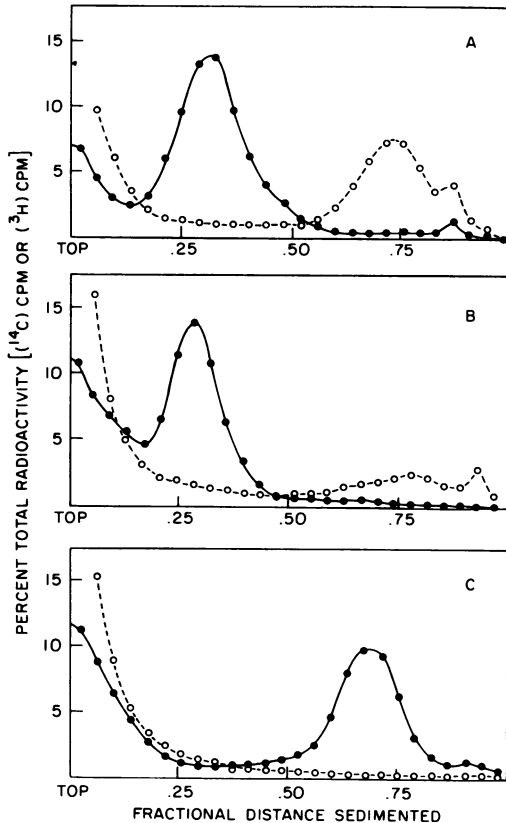 A
15
10
5
TOP .25 .50 .75
B
15
10
5
TOP .25 .50 .75
C
15
10
5
TOP .25 .50 .75
PERCENT TOTAL RADIOACTIVITY [(¹⁴C) CPM OR (³H) CPM]
FRACTIONAL DISTANCE SEDIMENTED